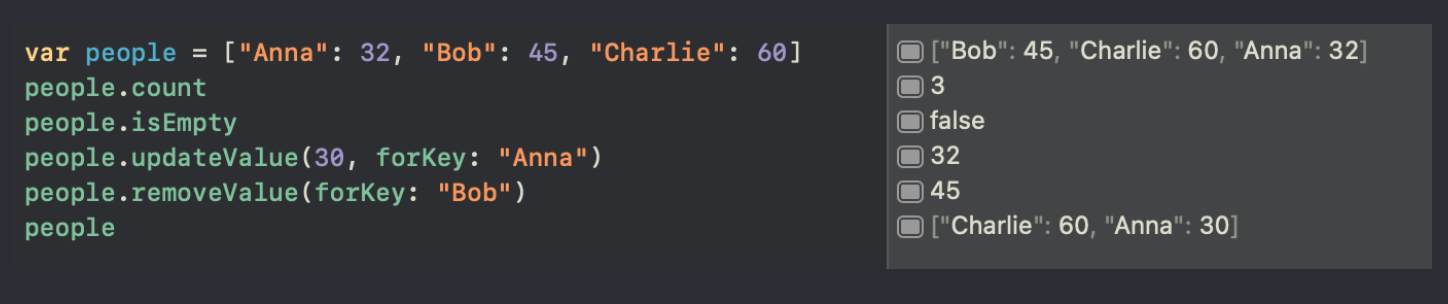 var people = ["Anna": 32, "Bob": 45, "Charlie": 60]
people.count
people.isEmpty
people.updateValue(30, forKey: "Anna")
people.removeValue(forKey: "Bob")
people
["Bob": 45, "Charlie": 60, "Anna": 32]
3
false
32
45
["Charlie": 60, "Anna": 30]